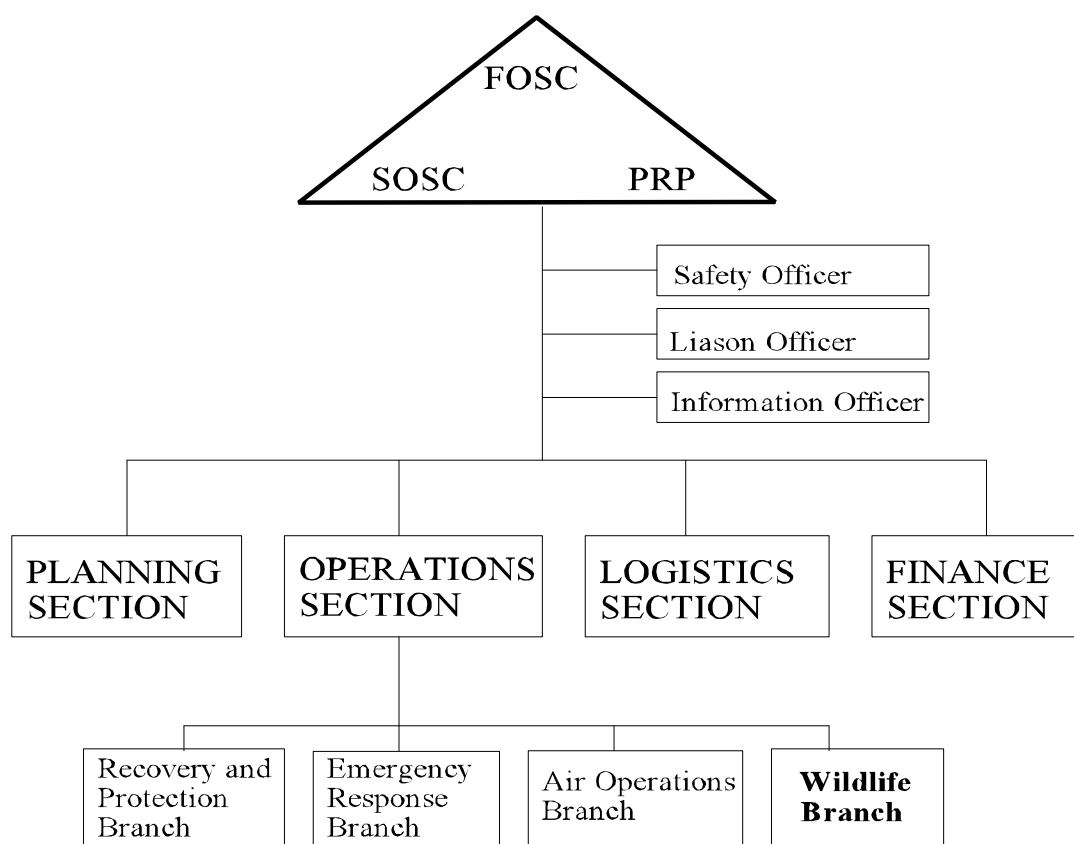 FOSC
SOSC PRP
Safety Officer
Liason Officer
Information Officer
PLANNING
SECTION
OPERATIONS
SECTION
LOGISTICS
SECTION
FINANCE
SECTION
Recovery and
Protection
Branch
Emergency
Response
Branch
Air Operations
Branch
Wildlife
Branch